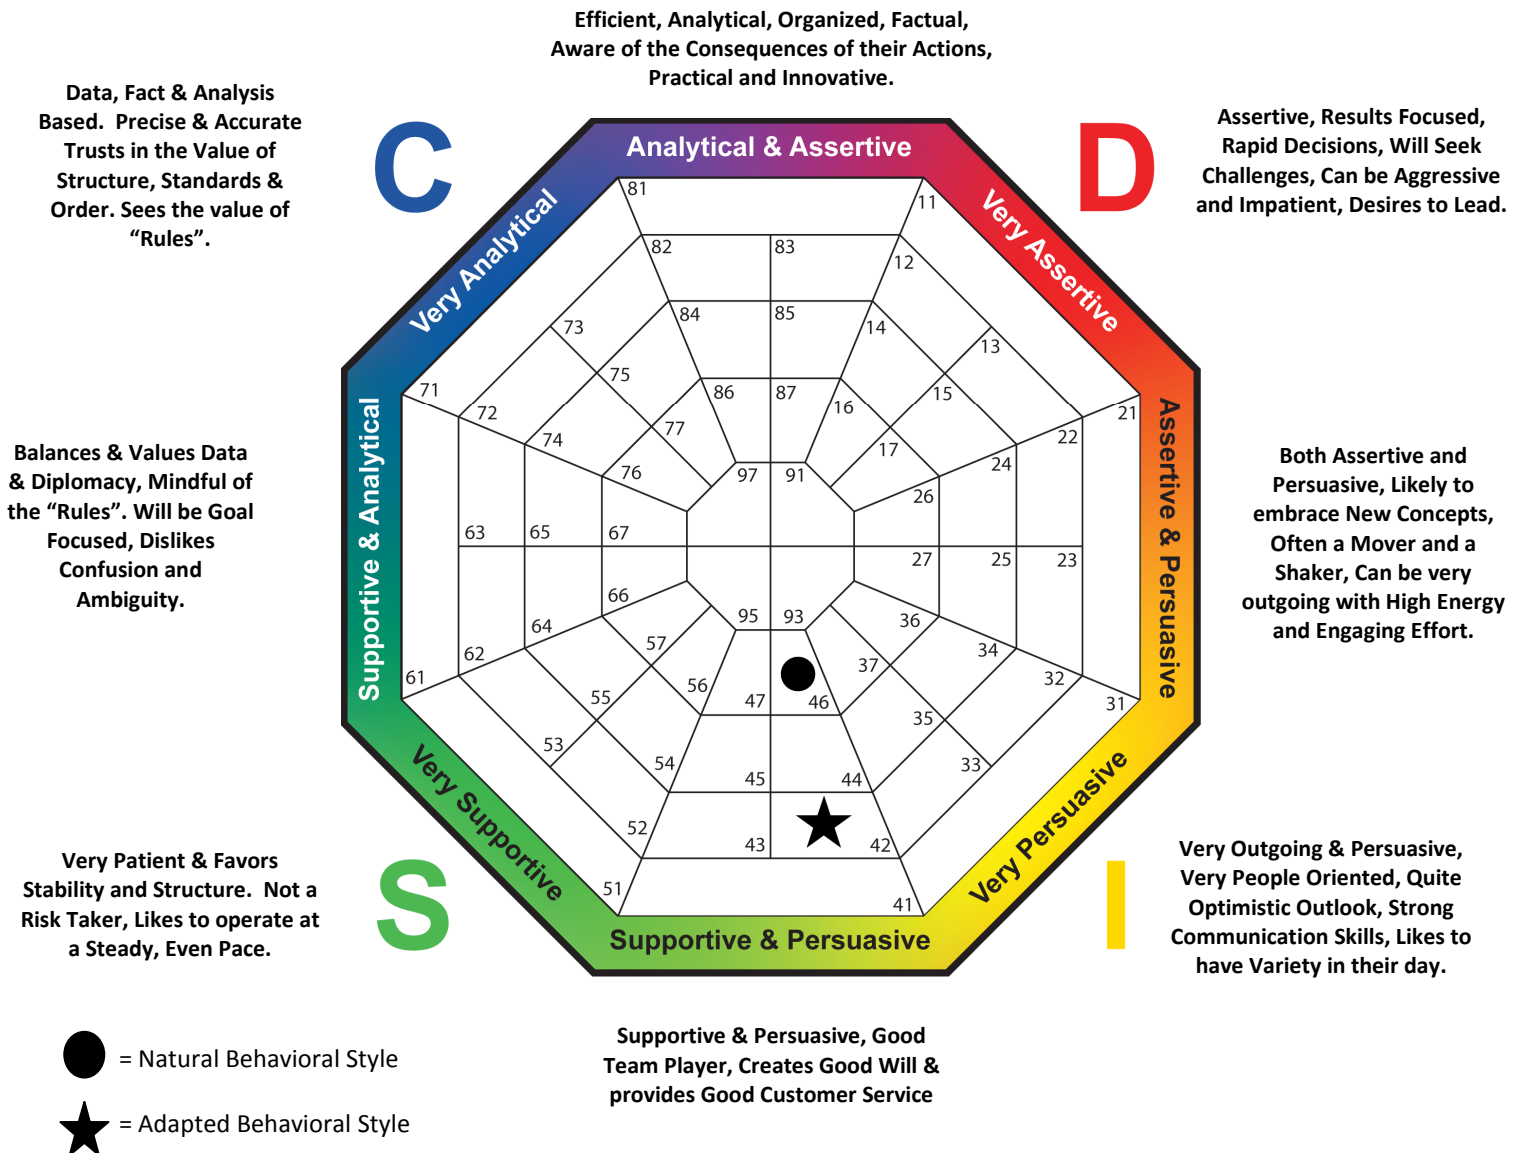 Efficient, Analytical, Organized, Factual,
Aware of the Consequences of their Actions,
Practical and Innovative.
Data, Fact & Analysis
Based.  Precise & Accurate
Trusts in the Value of
Structure, Standards &
Order. Sees the value of
“Rules”.
C
D
Assertive, Results Focused,
Rapid Decisions, Will Seek
Challenges, Can be Aggressive
and Impatient, Desires to Lead.
Analytical & Assertive
Very Analytical
Very Assertive
81
11
82
83
12
84
85
14
73
13
75
15
71
72
86
87
16
21
22
74
77
17
24
76
97
91
26
Balances & Values Data
& Diplomacy, Mindful of
the “Rules”. Will be Goal
Focused, Dislikes
Confusion and
Ambiguity.
Supportive & Analytical
Assertive & Persuasive
Both Assertive and
Persuasive, Likely to
embrace New Concepts,
Often a Mover and a
Shaker, Can be very
outgoing with High Energy
and Engaging Effort.
63
65
67
27
25
23
66
95
93
36
64
57
34
62
37
61
56
32
55
47
46
31
53
35
54
45
44
33
52
43
42
51
41
Very Supportive
Very Persuasive
Supportive & Persuasive
Very Patient & Favors
Stability and Structure.  Not a
Risk Taker, Likes to operate at
a Steady, Even Pace.
S
I
Very Outgoing & Persuasive,
Very People Oriented, Quite
Optimistic Outlook, Strong
Communication Skills, Likes to
have Variety in their day.
Supportive & Persuasive, Good
Team Player, Creates Good Will &
provides Good Customer Service
= Natural Behavioral Style
= Adapted Behavioral Style